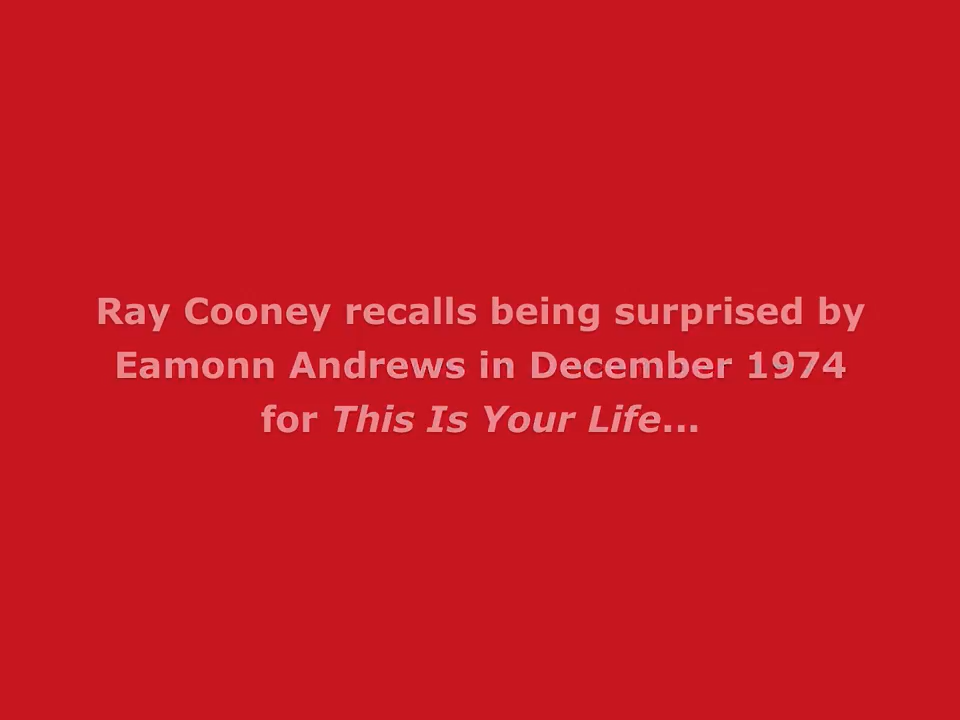 Ray Cooney recalls being surprised by
Eamonn Andrews in December 1974
for This Is Your Life...